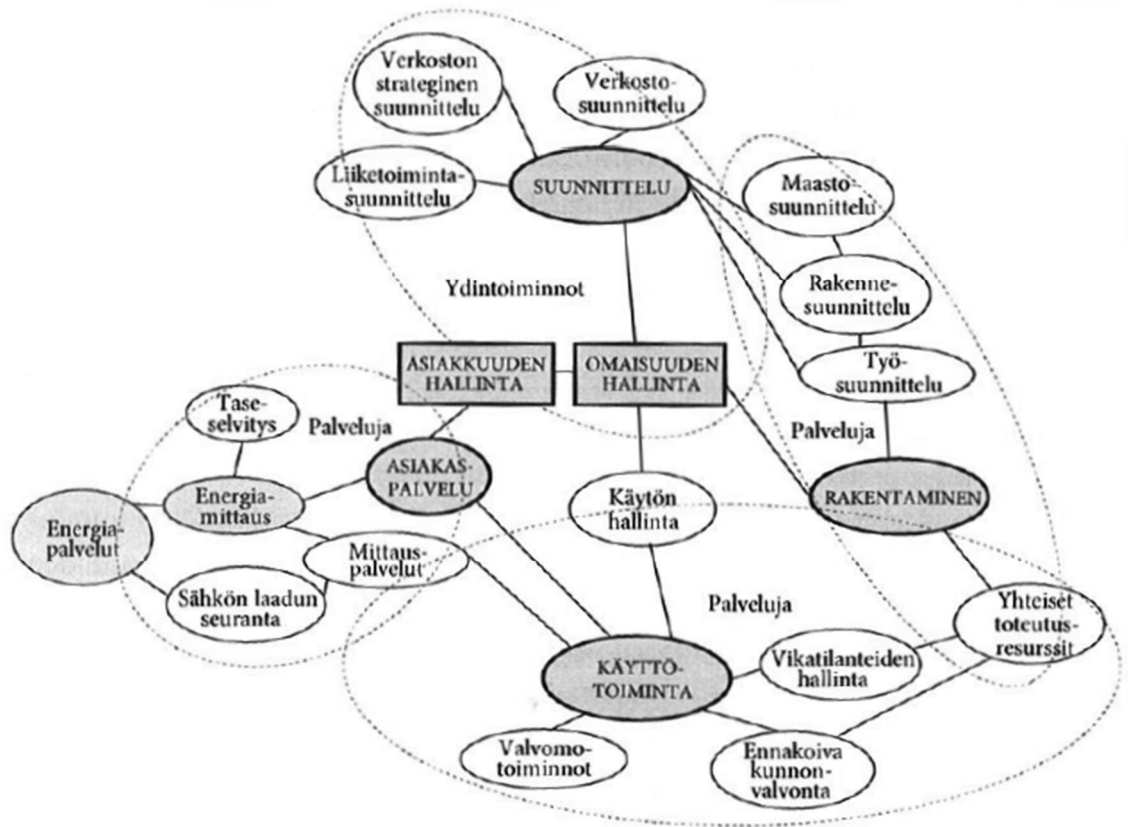 Verkoston
strateginen
suunnittelu
Verkosto-
suunnittelu
Liiketoiminta-
suunnittelu
SUUNNITTELU
Maasto-
suunnittelu
Ydintoiminnot
Rakenne-
suunnittelu
ASIAKKUUDEN
HALLINTA
OMAISUUDEN
HALLINTA
Työ-
suunnittelu
Tase-
selvitys
Palveluja
Palveluja
ASIAKAS-
PALVELU
Energia-
mittaus
Käytön
hallinta
RAKENTAMINEN
Energia-
palvelut
Mittaus-
palvelut
Sähkön laadun
seuranta
Palveluja
Yhteiset
toteutus-
resurssit
KÄYTTÖ-
TOIMINTA
Vikatilanteiden
hallinta
Valvomo-
toiminnot
Ennakoiva
kunnon-
valvonta